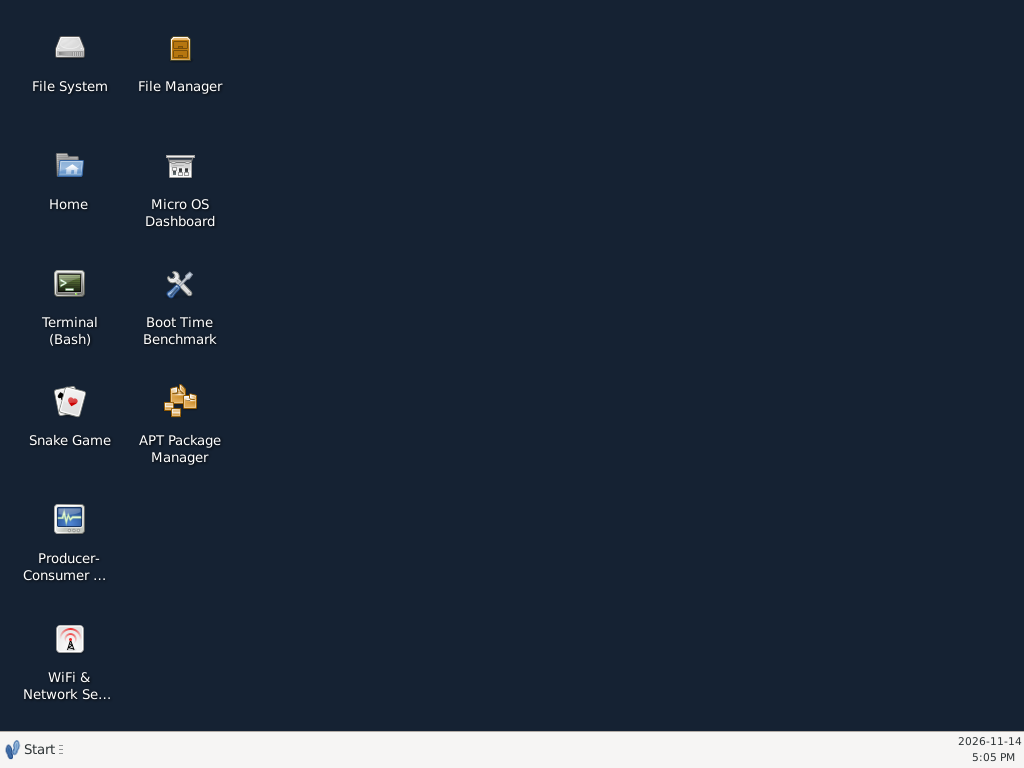 File System
File Manager
Home
Micro OS
Dashboard
Terminal
(Bash)
Boot Time
Benchmark
Snake Game
APT Package
Manager
Producer-
Consumer ...
WiFi &
Network Se...
Start
2026-11-14
5:05 PM